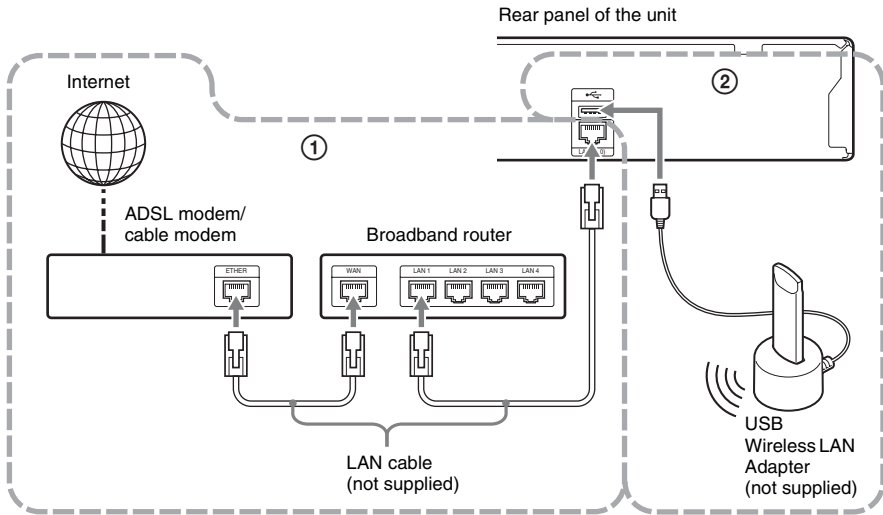 Rear panel of the unit
Internet
①
②
ADSL modem/
cable modem
Broadband router
ETHER
WAN
LAN 1
LAN 2
LAN 3
LAN 4
LAN cable
(not supplied)
USB
Wireless LAN
Adapter
(not supplied)